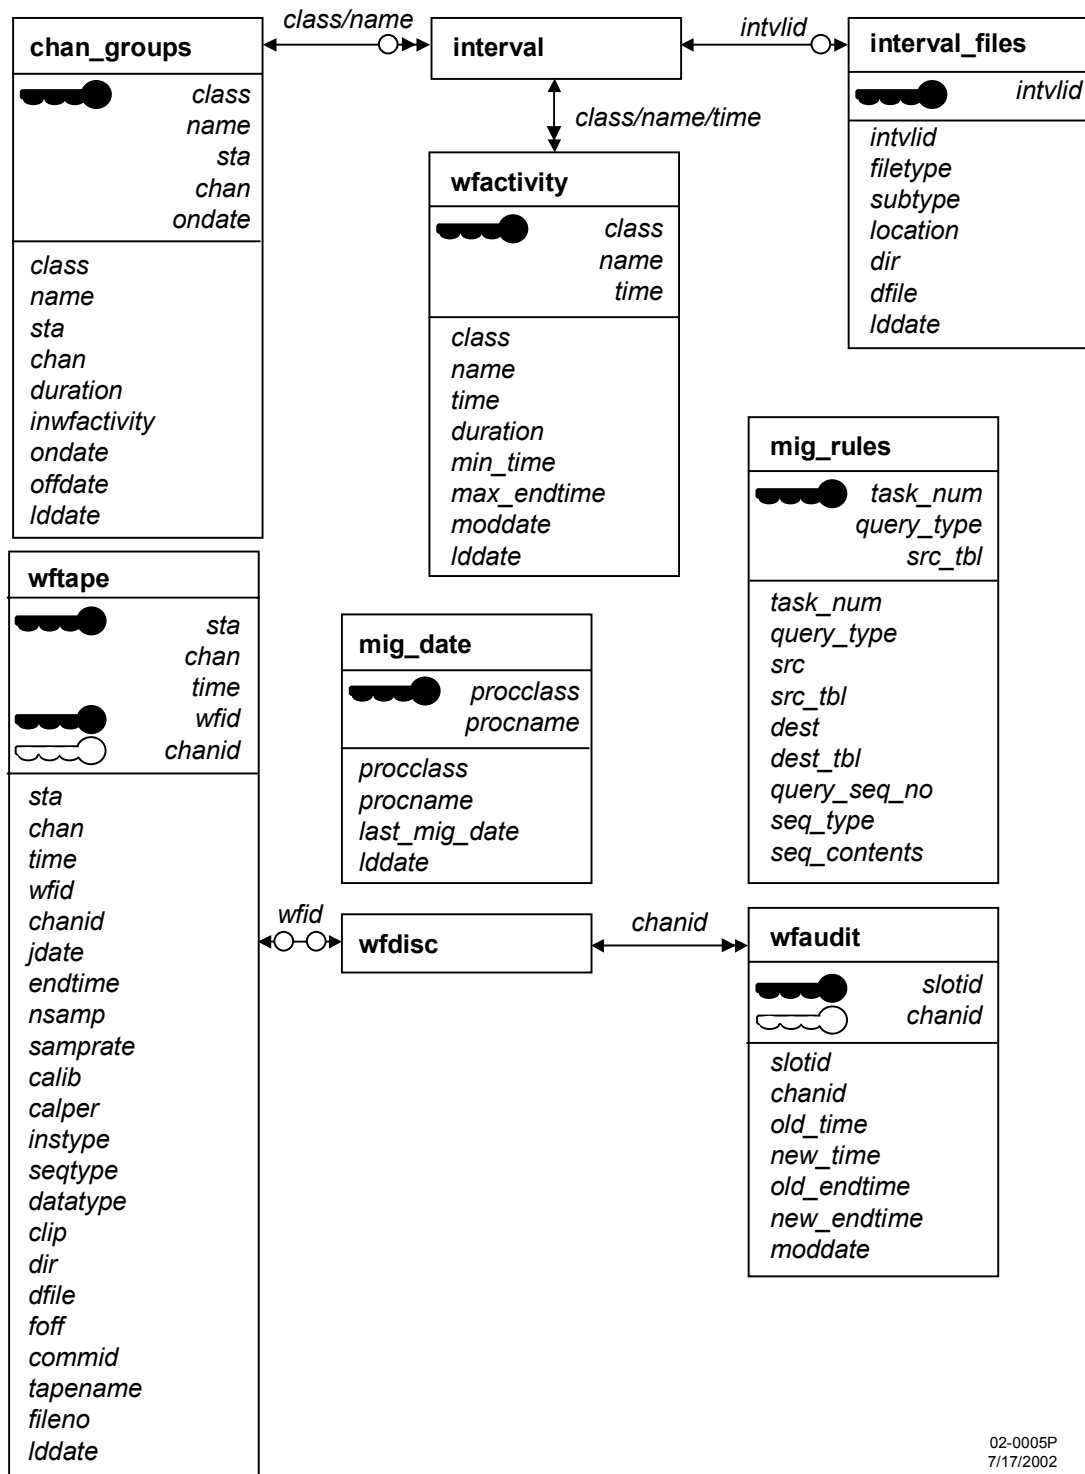 class/name
chan_groups
class
name
sta
chan
ondate
class
name
sta
chan
duration
inwfactivity
ondate
offdate
lddate
interval
intvlid
interval_files
intvlid
intvlid
filetype
subtype
location
dir
dfile
lddate
class/name/time
wfactivity
class
name
time
class
name
time
duration
min_time
max_endtime
moddate
lddate
mig_rules
task_num
query_type
src_tbl
task_num
query_type
src
src_tbl
dest
dest_tbl
query_seq_no
seq_type
seq_contents
wftape
sta
chan
time
wfid
chanid
sta
chan
time
wfid
chanid
jdate
endtime
nsamp
samprate
calib
calper
instype
seqtype
datatype
clip
dir
dfile
foff
commid
tapename
fileno
lddate
mig_date
procclass
procname
procclass
procname
last_mig_date
lddate
wfid
wfdisc
chanid
wfaudit
slotid
chanid
slotid
chanid
old_time
new_time
old_endtime
new_endtime
moddate
02-0005P
7/17/2002